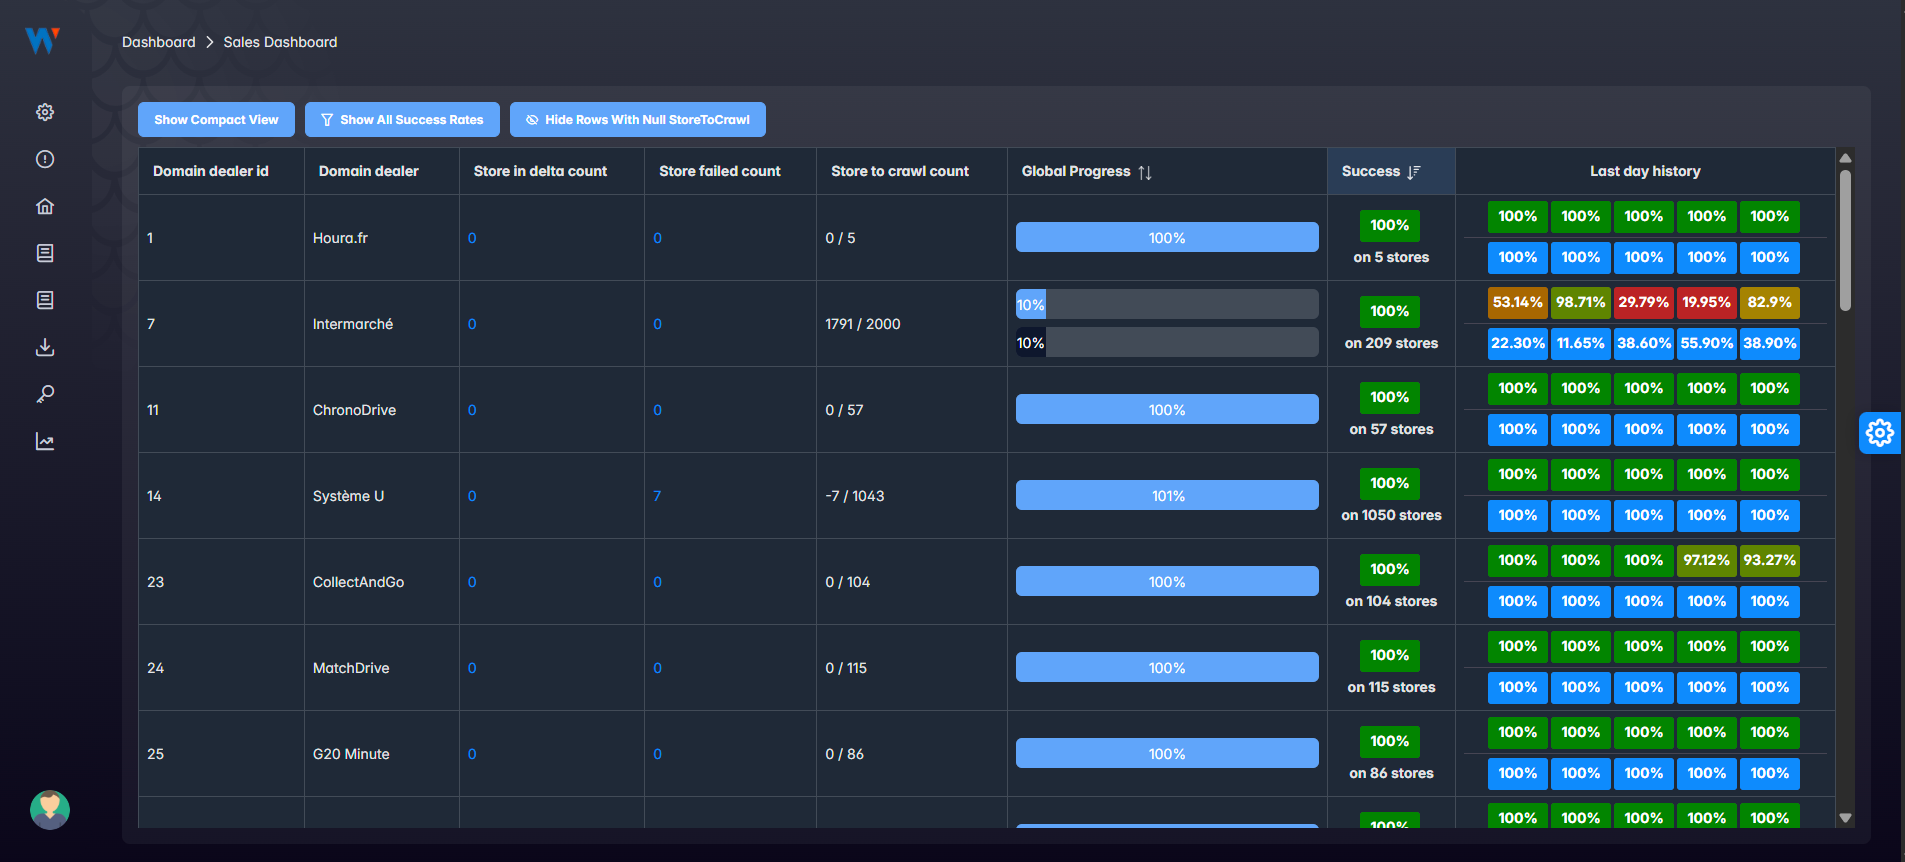 Dashboard > Sales Dashboard
Show Compact View Show All Success Rates Hide Rows With Null StoreToCrawl
Domain dealer id Domain dealer Store in delta count Store failed count Store to crawl count Global Progress Success Last day history
100% 100% 100% 100% 100%
1 Houra.fr 0 0 0 / 5 100% 100%
on 5 stores
100% 100% 100% 100% 100%
53.14% 98.71% 29.79% 19.95% 82.9%
7 Intermarché 0 0 1791 / 2000 10% 100%
10% on 209 stores
22.30% 11.65% 38.60% 55.90% 38.90%
100% 100% 100% 100% 100%
11 ChronoDrive 0 0 0 / 57 100% 100%
on 57 stores
100% 100% 100% 100% 100%
100% 100% 100% 100% 100%
14 Système U 0 7 -7 / 1043 101% 100%
on 1050 stores
100% 100% 100% 100% 100%
100% 100% 100% 97.12% 93.27%
23 CollectAndGo 0 0 0 / 104 100% 100%
on 104 stores
100% 100% 100% 100% 100%
100% 100% 100% 100% 100%
24 MatchDrive 0 0 0 / 115 100% 100%
on 115 stores
100% 100% 100% 100% 100%
100% 100% 100% 100% 100%
25 G20 Minute 0 0 0 / 86 100% 100%
on 86 stores
100% 100% 100% 100% 100%
100% 100% 100% 100% 100%
100%